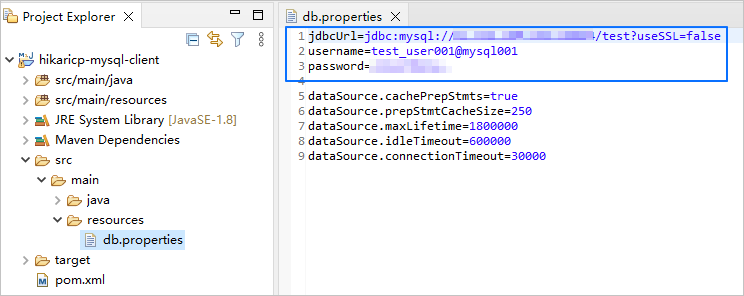 Project Explorer
hikaricp-mysql-client
src/main/java
src/main/resources
JRE System Library [JavaSE-1.8]
Maven Dependencies
src
main
java
resources
db.properties
target
pom.xml
db.properties
1 jdbcUrl=jdbc:mysql:// /test?useSSL=false
2 username=test_user001@mysql001
3 password=
4
5 dataSource.cachePrepStmts=true
6 dataSource.prepStmtCacheSize=250
7 dataSource.maxLifetime=1800000
8 dataSource.idleTimeout=600000
9 dataSource.connectionTimeout=30000